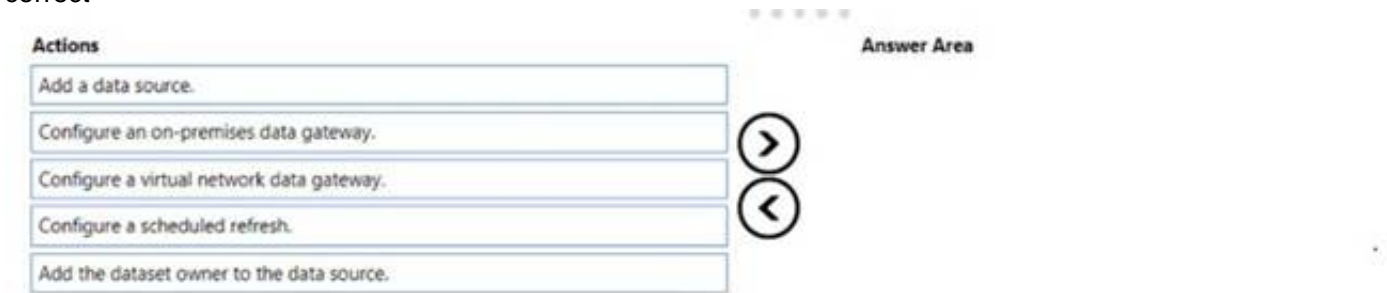 correct
Actions
Answer Area
Add a data source.
Configure an on-premises data gateway.
Configure a virtual network data gateway.
Configure a scheduled refresh.
Add the dataset owner to the data source.